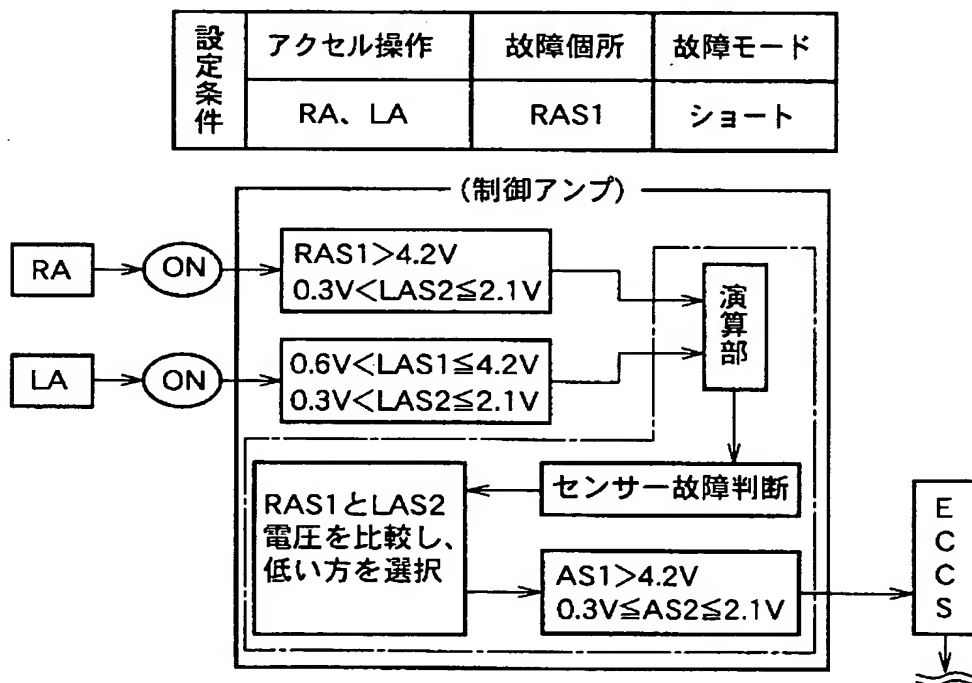 設定条件
アクセル操作
故障個所
故障モード
RA、LA
RAS1
ショート
(制御アンプ)
RA
ON
RAS1>4.2V
0.3V<LAS2≦2.1V
演算部
LA
ON
0.6V<LAS1≦4.2V
0.3V<LAS2≦2.1V
センサー故障判断
RAS1とLAS2
電圧を比較し、
低い方を選択
AS1>4.2V
0.3V≦AS2≦2.1V
ECCS